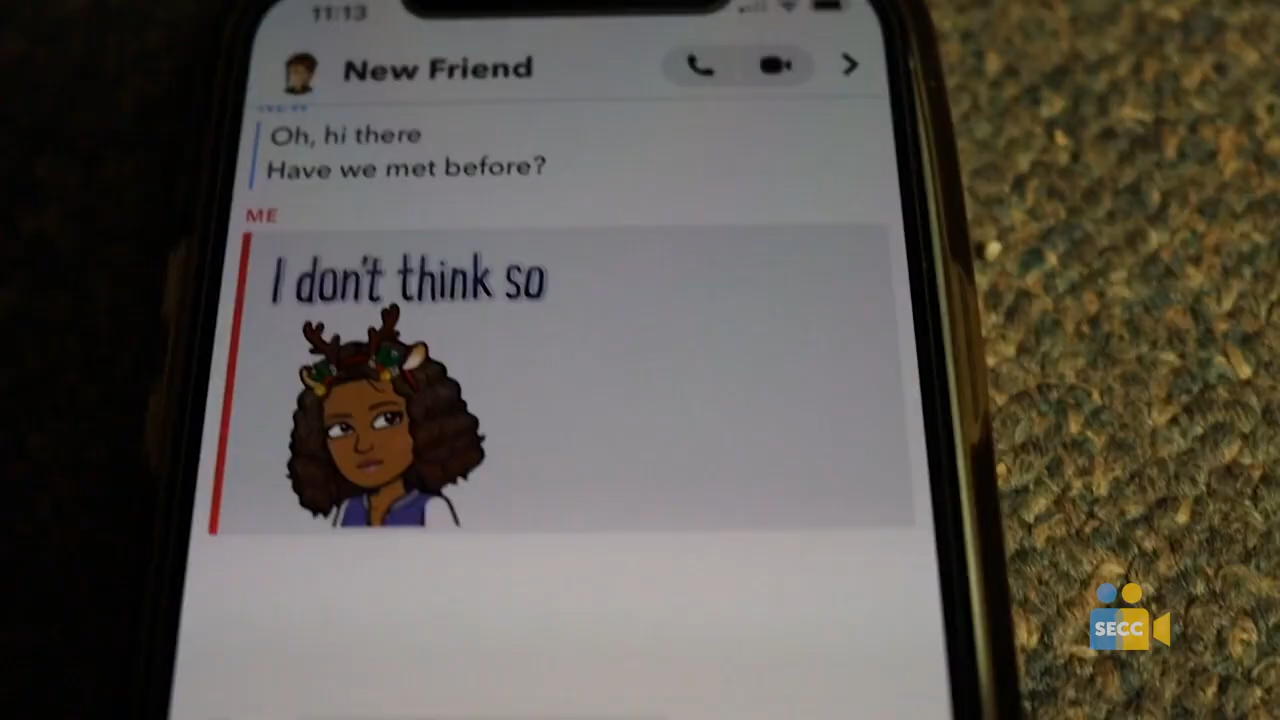 11:13
New Friend
Oh, hi there
Have we met before?
ME
I don't think so
SECC